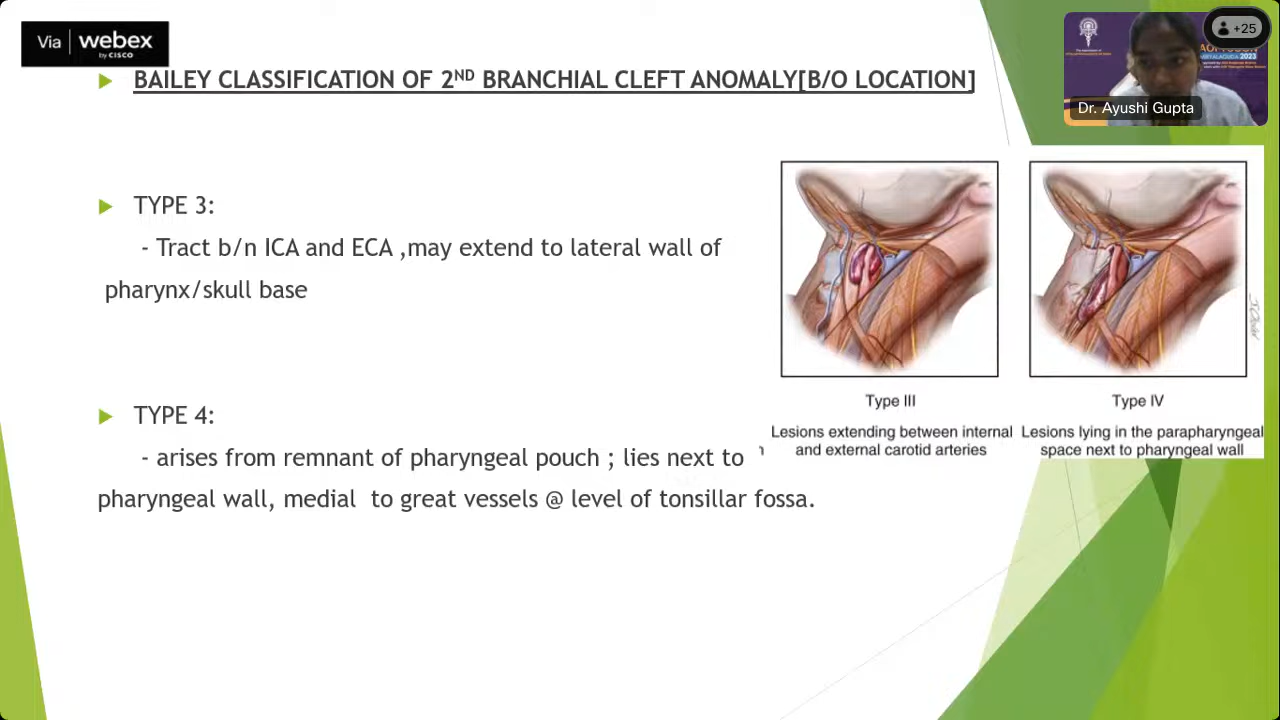 Via webex
by CISCO
+25
Dr. Ayushi Gupta
BAILEY CLASSIFICATION OF 2ND BRANCHIAL CLEFT ANOMALY[B/O LOCATION]
TYPE 3:
- Tract b/n ICA and ECA ,may extend to lateral wall of
pharynx/skull base
TYPE 4:
- arises from remnant of pharyngeal pouch ; lies next to
pharyngeal wall, medial to great vessels @ level of tonsillar fossa.
Type III
Lesions extending between internal
and external carotid arteries
Type IV
Lesions lying in the parapharyngeal
space next to pharyngeal wall